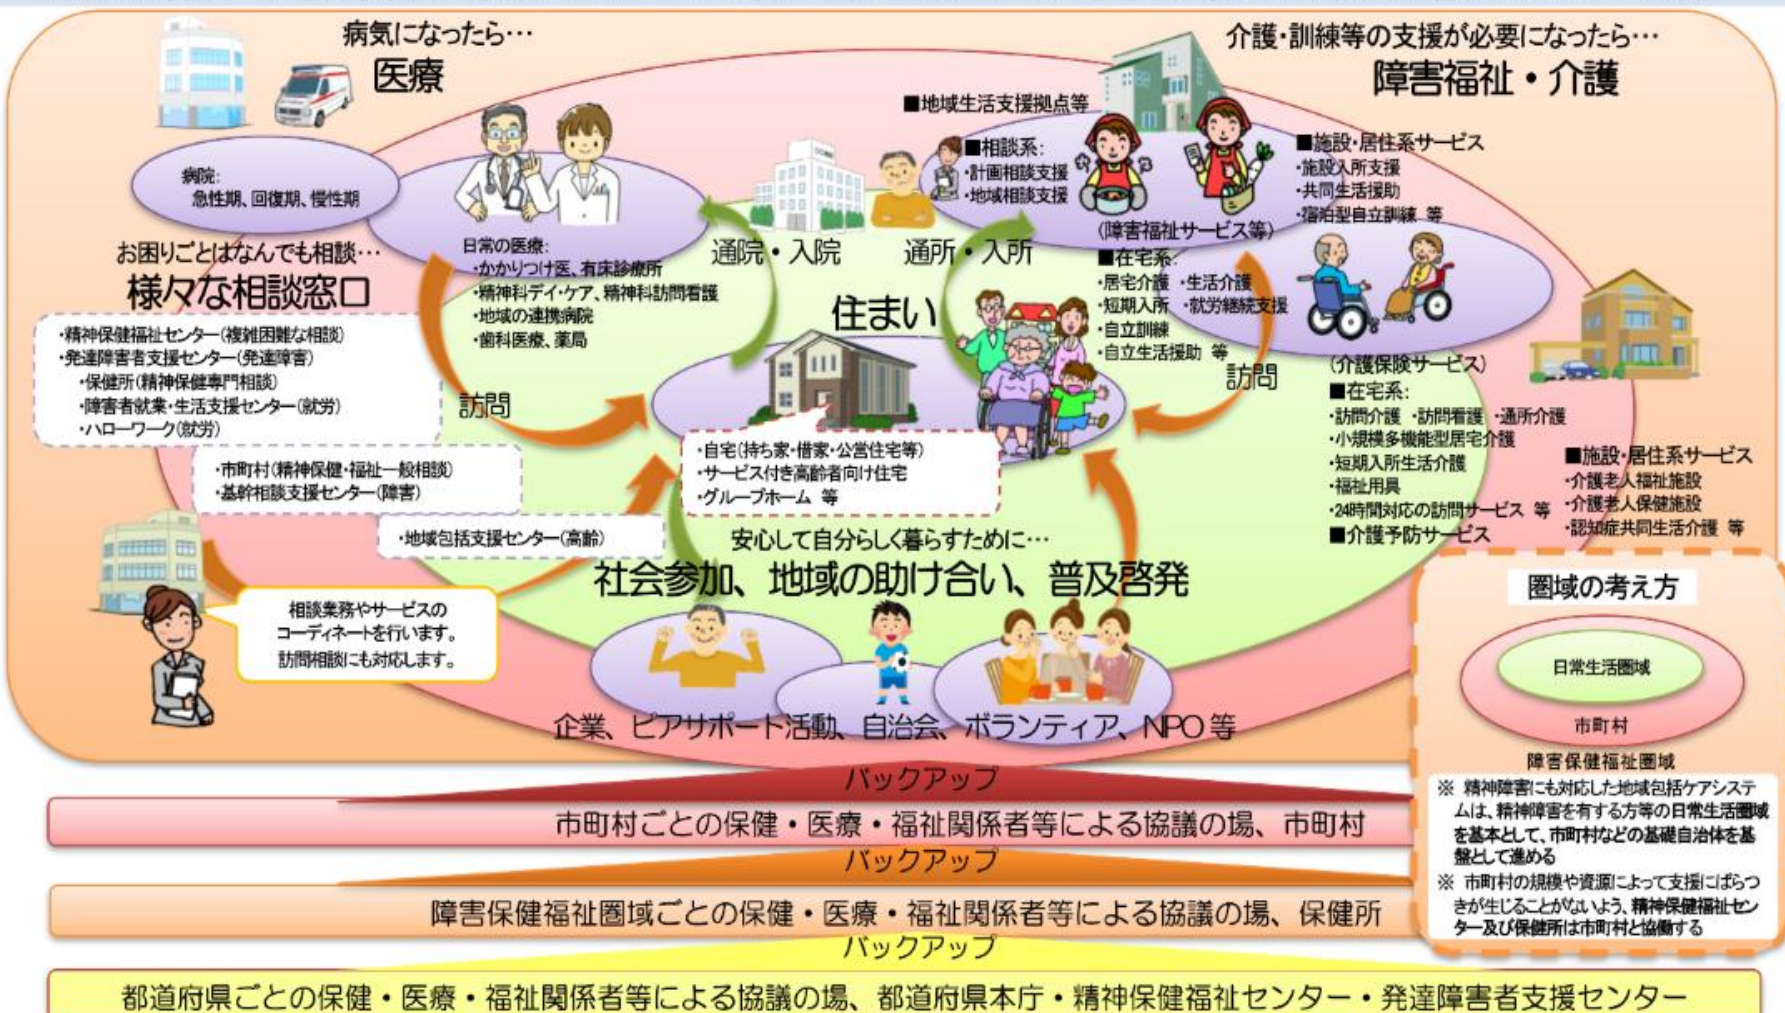 病気になったら…
医療
介護・訓練等の支援が必要になったら…
障害福祉・介護
病院:
急性期、回復期、慢性期
日常の医療:
・かかりつけ医、有床診療所
・精神科デイ・ケア、精神科訪問看護
・地域の連携病院
・歯科医療、薬局
通院・入院
通所・入所
■地域生活支援拠点等
■相談系:
・計画相談支援
・地域相談支援
■施設・居住系サービス
・施設入所支援
・共同生活援助
・宿泊型自立訓練 等
(障害福祉サービス等)
■在宅系:
・居宅介護 ・生活介護
・短期入所 ・就労継続支援
・自立訓練
・自立生活援助 等
訪問
(介護保険サービス)
■在宅系:
・訪問介護 ・訪問看護 ・通所介護
・小規模多機能型居宅介護
・短期入所生活介護
・福祉用具
・24時間対応の訪問サービス 等
■介護予防サービス
■施設・居住系サービス
・介護老人福祉施設
・介護老人保健施設
・認知症共同生活介護 等
お困りごとはなんでも相談…
様々な相談窓口
・精神保健福祉センター(複雑困難な相談)
・発達障害者支援センター(発達障害)
・保健所(精神保健専門相談)
・障害者就業・生活支援センター(就労)
・ハローワーク(就労)
・市町村(精神保健・福祉一般相談)
・基幹相談支援センター(障害)
・地域包括支援センター(高齢)
訪問
相談業務やサービスの
コーディネートを行います。
訪問相談にも対応します。
住まい
・自宅(持ち家・借家・公営住宅等)
・サービス付き高齢者向け住宅
・グループホーム 等
安心して自分らしく暮らすために…
社会参加、地域の助け合い、普及啓発
企業、ピアサポート活動、自治会、ボランティア、NPO 等
圏域の考え方
日常生活圏域
市町村
障害保健福祉圏域
※ 精神障害にも対応した地域包括ケアシステ
ムは、精神障害を有する方等の日常生活圏域
を基本として、市町村などの基礎自治体を基
盤として進める
※ 市町村の規模や資源によって支援にばらつ
きが生じることがないよう、精神保健福祉セン
ター及び保健所は市町村と協働する
バックアップ
市町村ごとの保健・医療・福祉関係者等による協議の場、市町村
バックアップ
障害保健福祉圏域ごとの保健・医療・福祉関係者等による協議の場、保健所
バックアップ
都道府県ごとの保健・医療・福祉関係者等による協議の場、都道府県本庁・精神保健福祉センター・発達障害者支援センター